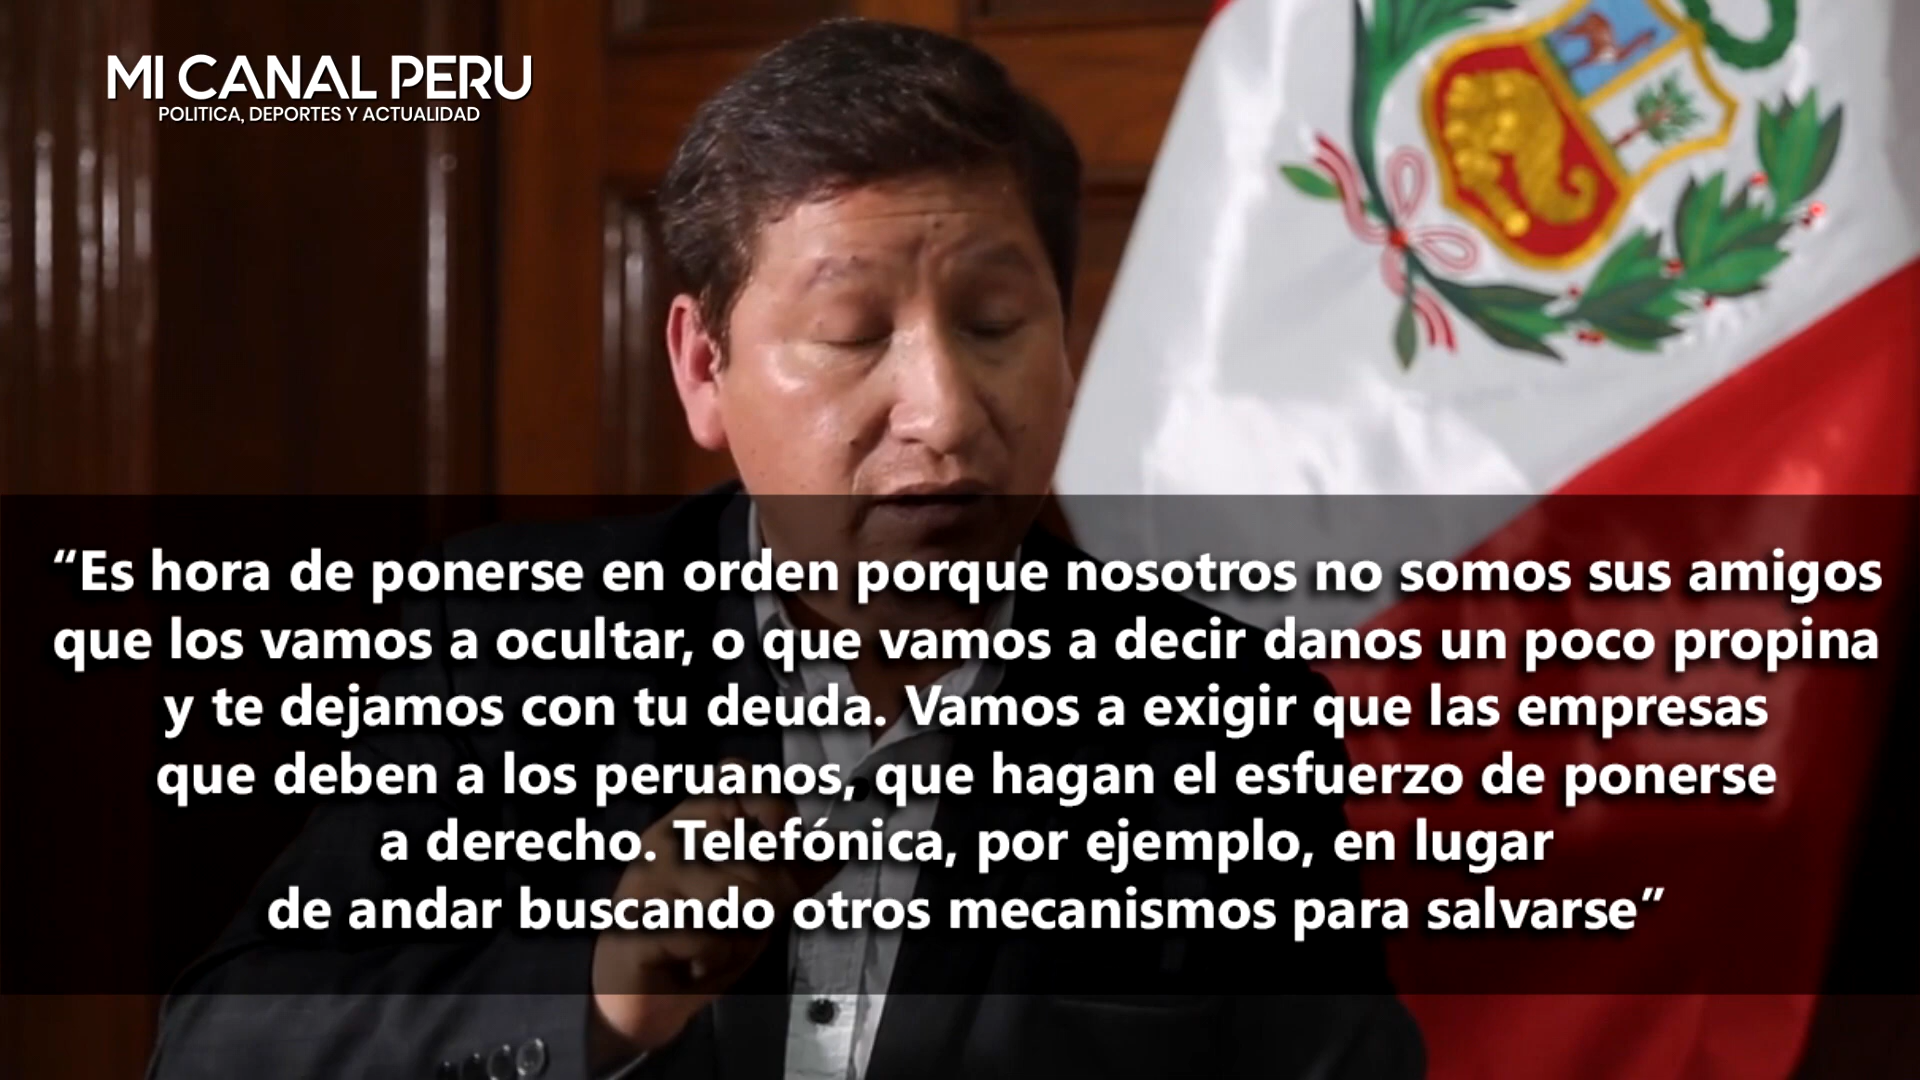 MI CANAL PERU
POLITICA, DEPORTES Y ACTUALIDAD
“Es hora de ponerse en orden porque nosotros no somos sus amigos
que los vamos a ocultar, o que vamos a decir danos un poco propina
y te dejamos con tu deuda. Vamos a exigir que las empresas
que deben a los peruanos, que hagan el esfuerzo de ponerse
a derecho. Telefónica, por ejemplo, en lugar
de andar buscando otros mecanismos para salvarse”